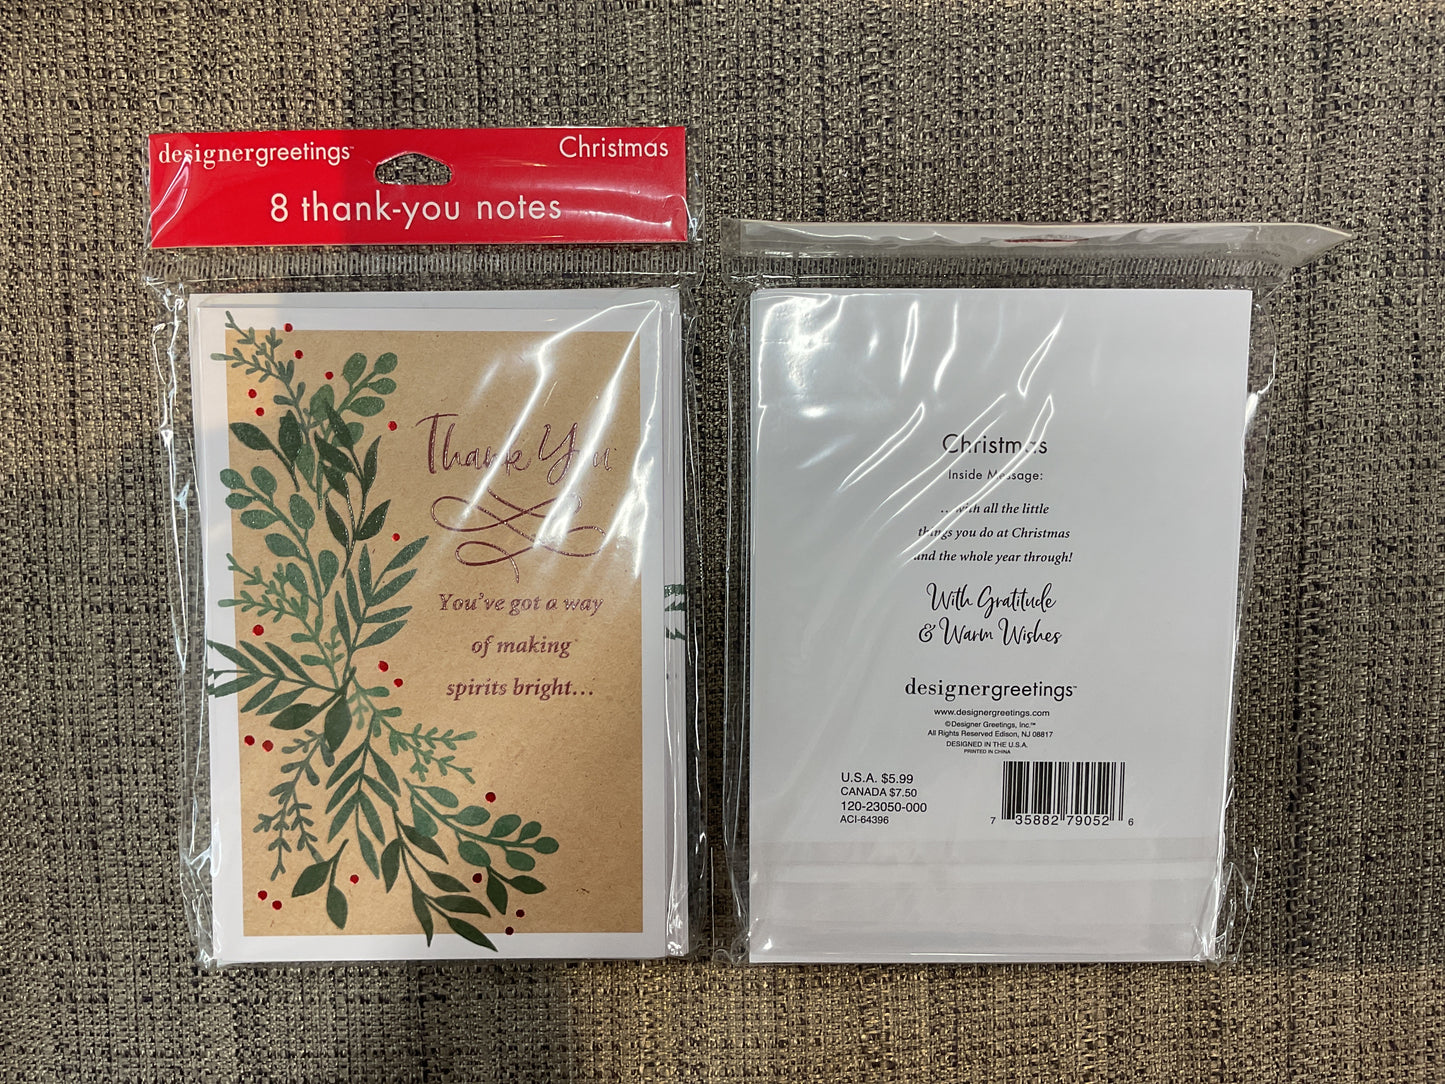 designergreetings™
Christmas
8 thank-you notes
Thank You
You've got a way
of making
spirits bright...
Christmas
Inside Message:
...with all the little
things you do at Christmas
and the whole year through!
With Gratitude
& Warm Wishes
designergreetings™
www.designergreetings.com
©Designer Greetings, Inc.™
All Rights Reserved Edison, NJ 08817
DESIGNED IN THE U.S.A.
PRINTED IN CHINA
U.S.A. $5.99
CANADA $7.50
120-23050-000
ACI-64396
7 35882 79052 6